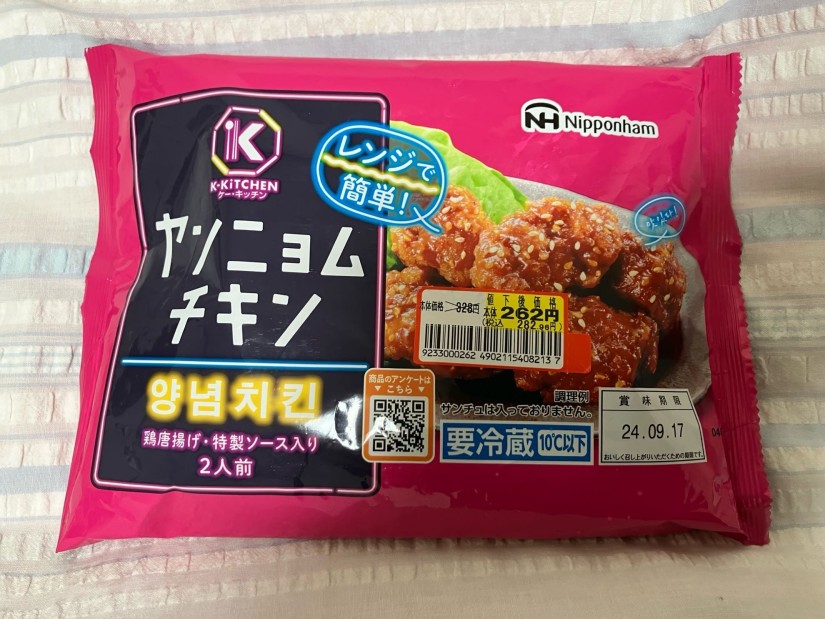 K
K-KiTCHEN
ケー・キッチン
レンジで
簡単!
NH Nipponham
맛있다!
ヤンニョム
チキン
양념치킨
鶏唐揚げ・特製ソース入り
2人前
本体価格 328円
値下後価格
本体 262円
(税込 282.96円)
9233000262 4902115408213 7
商品のアンケートは
こちら
調理例
サンチュは入っておりません。
要冷蔵 10℃以下
賞味期限
24.09.17
おいしく召し上がりいただくための期限です。